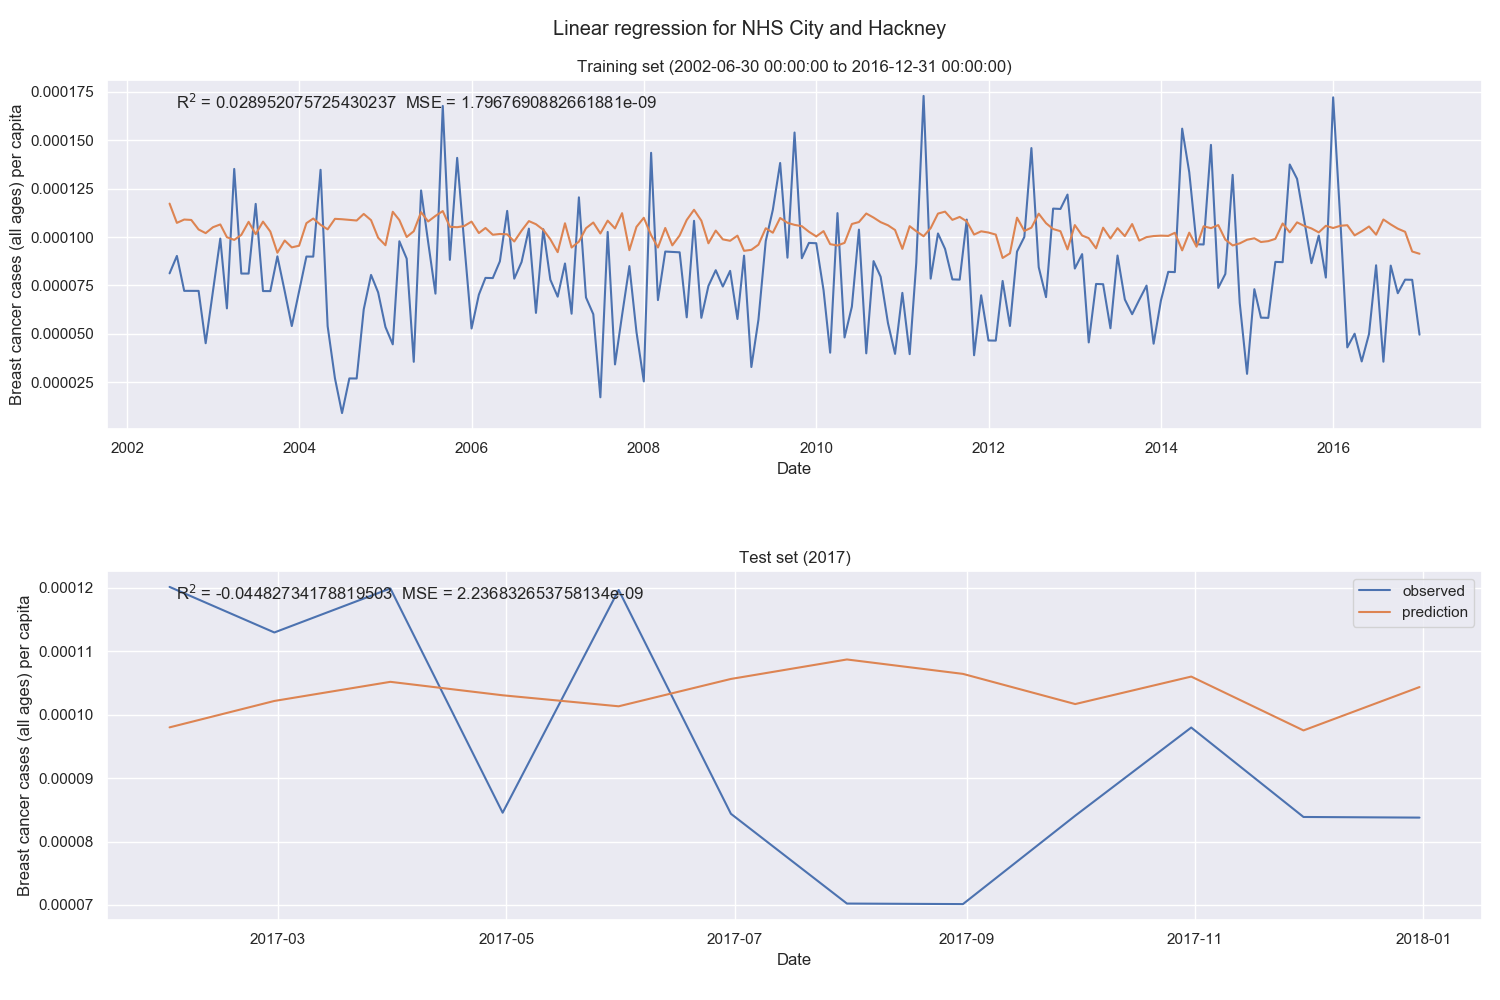 Linear regression for NHS City and Hackney
Training set (2002-06-30 00:00:00 to 2016-12-31 00:00:00)
R² = 0.028952075725430237 MSE = 1.7967690882661881e-09
Breast cancer cases (all ages) per capita
0.000175
0.000150
0.000125
0.000100
0.000075
0.000050
0.000025
2002 2004 2006 2008 2010 2012 2014 2016
Date
Test set (2017)
R² = -0.04482734178819503 MSE = 2.236832653758134e-09
observed
prediction
Breast cancer cases (all ages) per capita
0.00012
0.00011
0.00010
0.00009
0.00008
0.00007
2017-03 2017-05 2017-07 2017-09 2017-11 2018-01
Date